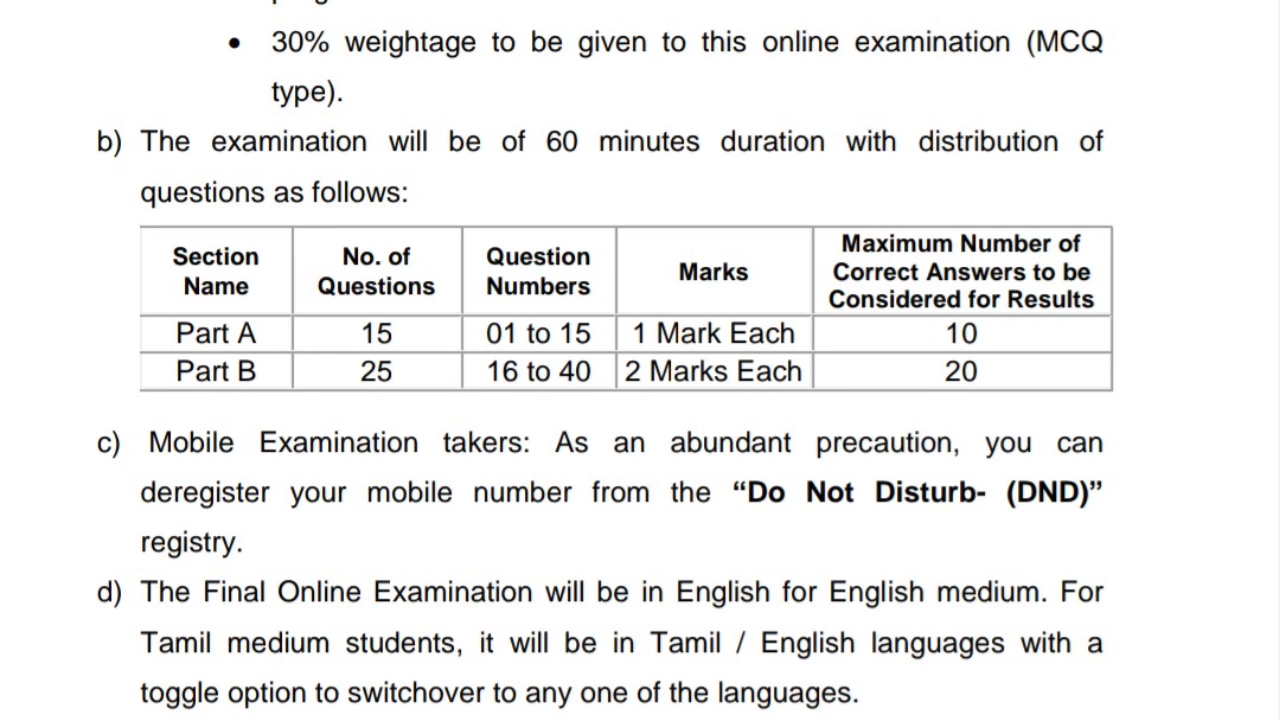 • 30% weightage to be given to this online examination (MCQ
type).
b) The examination will be of 60 minutes duration with distribution of
questions as follows:
Section Name | No. of Questions | Question Numbers | Marks | Maximum Number of Correct Answers to be Considered for Results
Part A | 15 | 01 to 15 | 1 Mark Each | 10
Part B | 25 | 16 to 40 | 2 Marks Each | 20
c) Mobile Examination takers: As an abundant precaution, you can
deregister your mobile number from the “Do Not Disturb- (DND)”
registry.
d) The Final Online Examination will be in English for English medium. For
Tamil medium students, it will be in Tamil / English languages with a
toggle option to switchover to any one of the languages.